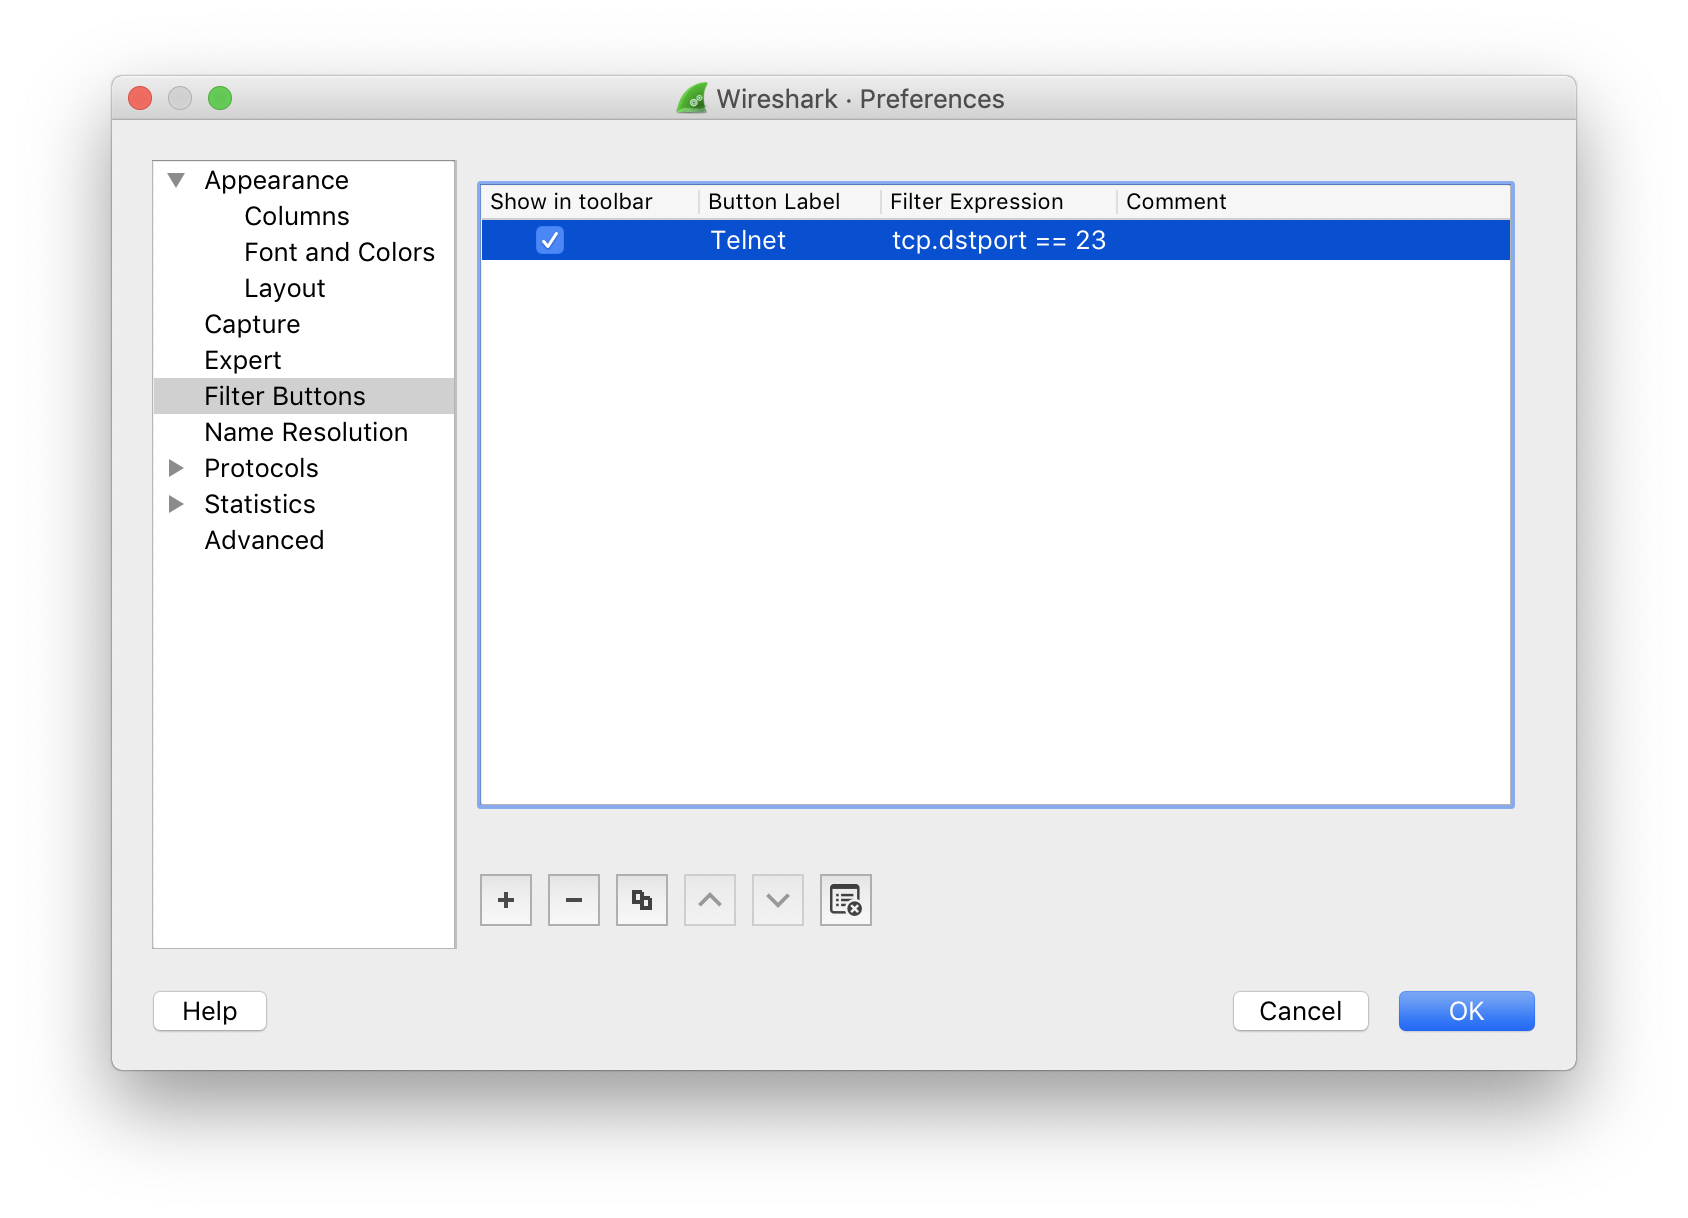 Wireshark · Preferences
Appearance
Columns
Font and Colors
Layout
Capture
Expert
Filter Buttons
Name Resolution
Protocols
Statistics
Advanced
Show in toolbar Button Label Filter Expression Comment
Telnet tcp.dstport == 23
Help Cancel OK